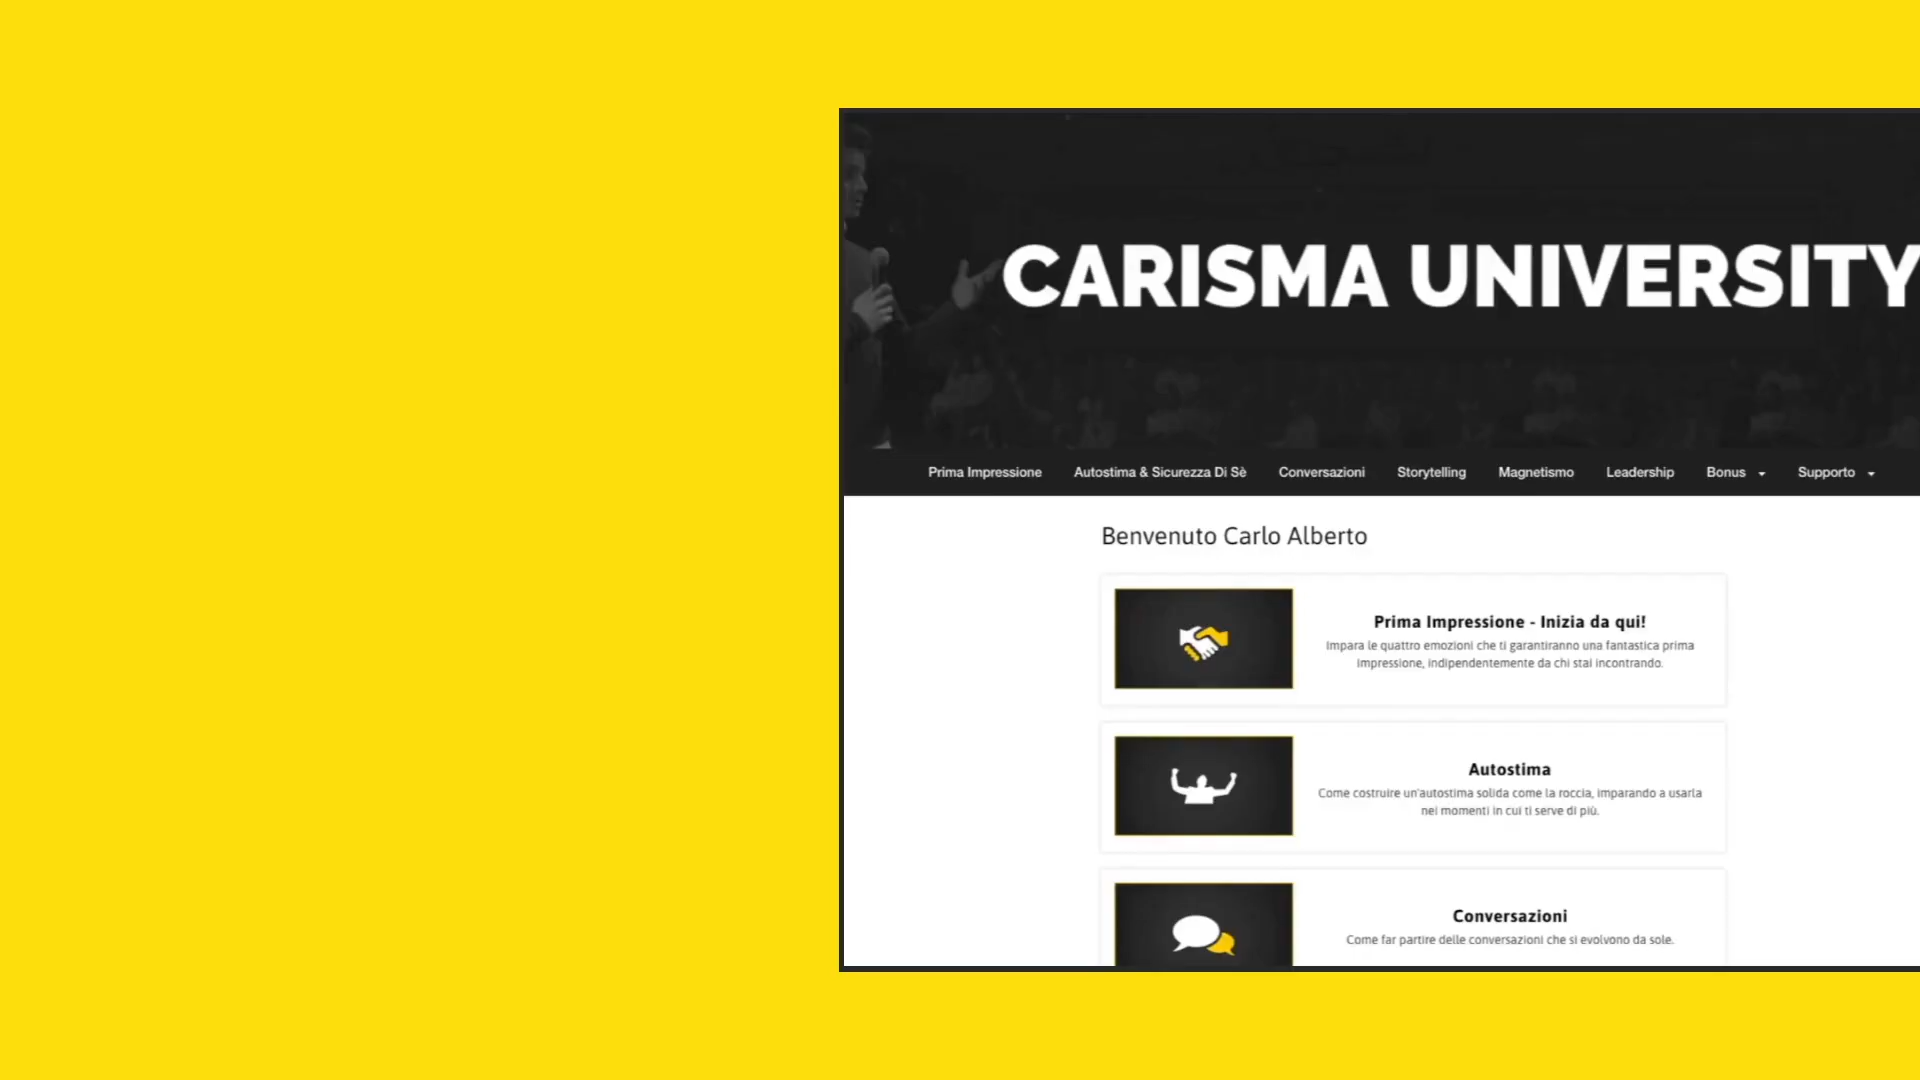 CARISMA UNIVERSITY
Prima Impressione Autostima & Sicurezza Di Sè Conversazioni Storytelling Magnetismo Leadership Bonus Supporto
Benvenuto Carlo Alberto
Prima Impressione - Inizia da qui!
Impara le quattro emozioni che ti garantiranno una fantastica prima
impressione, indipendentemente da chi stai incontrando.
Autostima
Come costruire un'autostima solida come la roccia, imparando a usarla
nei momenti in cui ti serve di più.
Conversazioni
Come far partire delle conversazioni che si evolvono da sole.